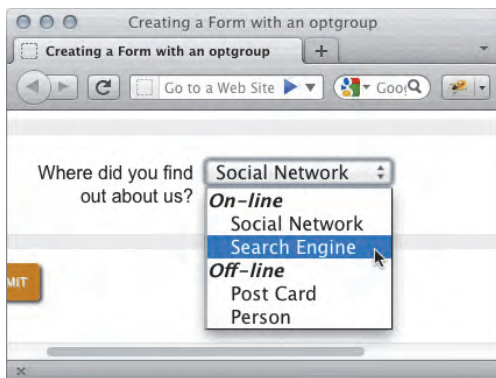 Creating a Form with an optgroup
Creating a Form with an optgroup
Go to a Web Site
Goo
Where did you find
out about us?
Social Network
On-line
Social Network
Search Engine
Off-line
Post Card
Person
MIT